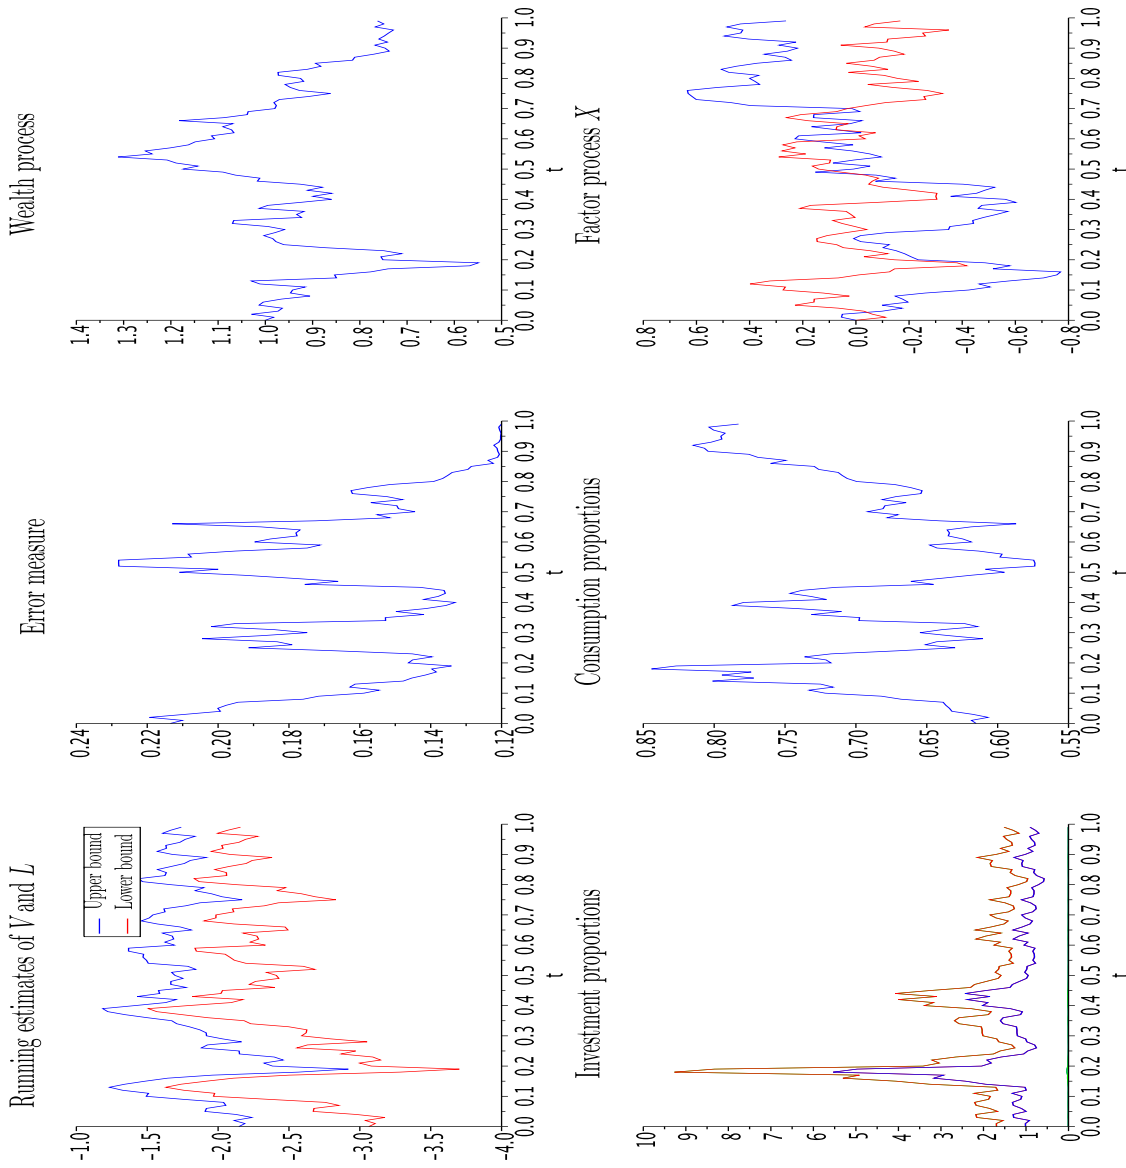 Running estimates of V and L
-1.0
-1.5
-2.0
-2.5
-3.0
-3.5
-4.0
Upper bound
Lower bound
0.0 0.1 0.2 0.3 0.4 0.5 0.6 0.7 0.8 0.9 1.0
t
Error measure
0.24
0.22
0.20
0.18
0.16
0.14
0.12
0.0 0.1 0.2 0.3 0.4 0.5 0.6 0.7 0.8 0.9 1.0
t
Wealth process
1.4
1.3
1.2
1.1
1.0
0.9
0.8
0.7
0.6
0.5
0.0 0.1 0.2 0.3 0.4 0.5 0.6 0.7 0.8 0.9 1.0
t
Investment proportions
10
9
8
7
6
5
4
3
2
1
0
0.0 0.1 0.2 0.3 0.4 0.5 0.6 0.7 0.8 0.9 1.0
t
Consumption proportions
0.85
0.80
0.75
0.70
0.65
0.60
0.55
0.0 0.1 0.2 0.3 0.4 0.5 0.6 0.7 0.8 0.9 1.0
t
Factor process X
0.8
0.6
0.4
0.2
0.0
-0.2
-0.4
-0.6
-0.8
0.0 0.1 0.2 0.3 0.4 0.5 0.6 0.7 0.8 0.9 1.0
t